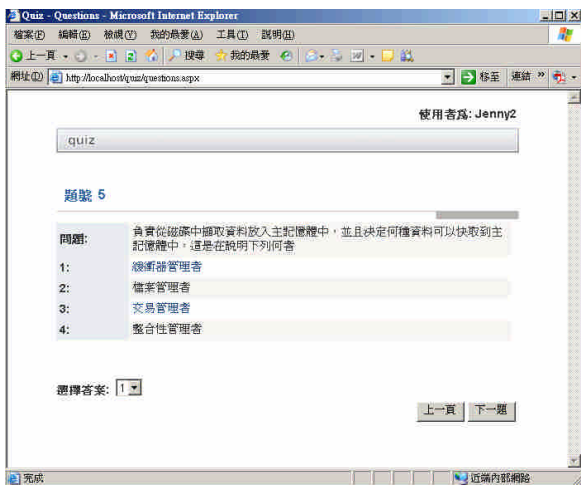 Quiz - Questions - Microsoft Internet Explorer
檔案(F) 編輯(E) 檢視(V) 我的最愛(A) 工具(T) 說明(H)
上一頁 搜尋 我的最愛
網址(D) http://localhost/quiz/questions.aspx 移至 連結 »
使用者為: Jenny2
quiz
題號 5
問題: 負責從磁碟中擷取資料放入主記憶體中，並且決定何種資料可以快取到主
記憶體中，這是在說明下列何者
1: 緩衝器管理者
2: 檔案管理者
3: 交易管理者
4: 整合性管理者
選擇答案: 1
上一頁 下一題
完成 近端內部網路